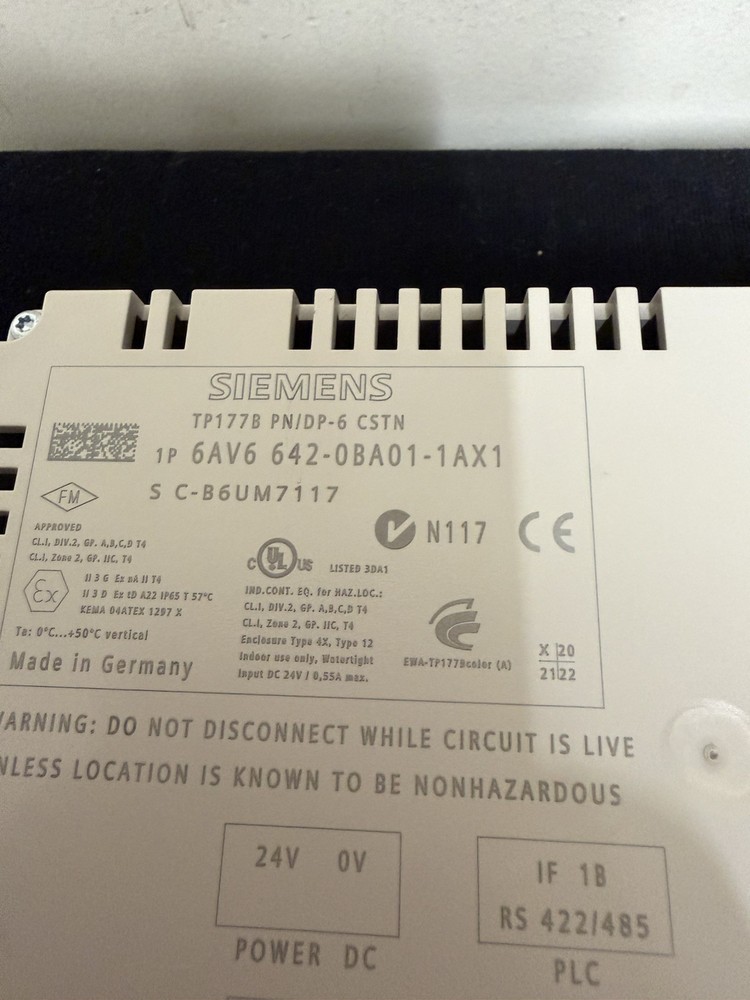 SIEMENS
TP177B PN/DP-6 CSTN
1P 6AV6 642-0BA01-1AX1
S C-B6UM7117
FM
N117 CE
APPROVED
CL.I, DIV.2, GP. A,B,C,D T4
CL.I, Zone 2, GP. IIC, T4
C UL US LISTED 3DA1
Ex
II 3 G Ex nA II T4
II 3 D Ex tD A22 IP65 T 57°C
KEMA 04ATEX 1297 X
Ta: 0°C...+50°C vertical
Made in Germany
IND.CONT. EQ. for HAZ.LOC.:
CL.I, DIV.2, GP. A,B,C,D T4
CL.I, Zone 2, GP. IIC, T4
Enclosure Type 4X, Type 12
Indoor use only, Watertight
Input DC 24V / 0,55A max.
EWA-TP177Bcolor (A)
X 20
21 22
WARNING: DO NOT DISCONNECT WHILE CIRCUIT IS LIVE
UNLESS LOCATION IS KNOWN TO BE NONHAZARDOUS
24V 0V
POWER DC
IF 1B
RS 422/485
PLC